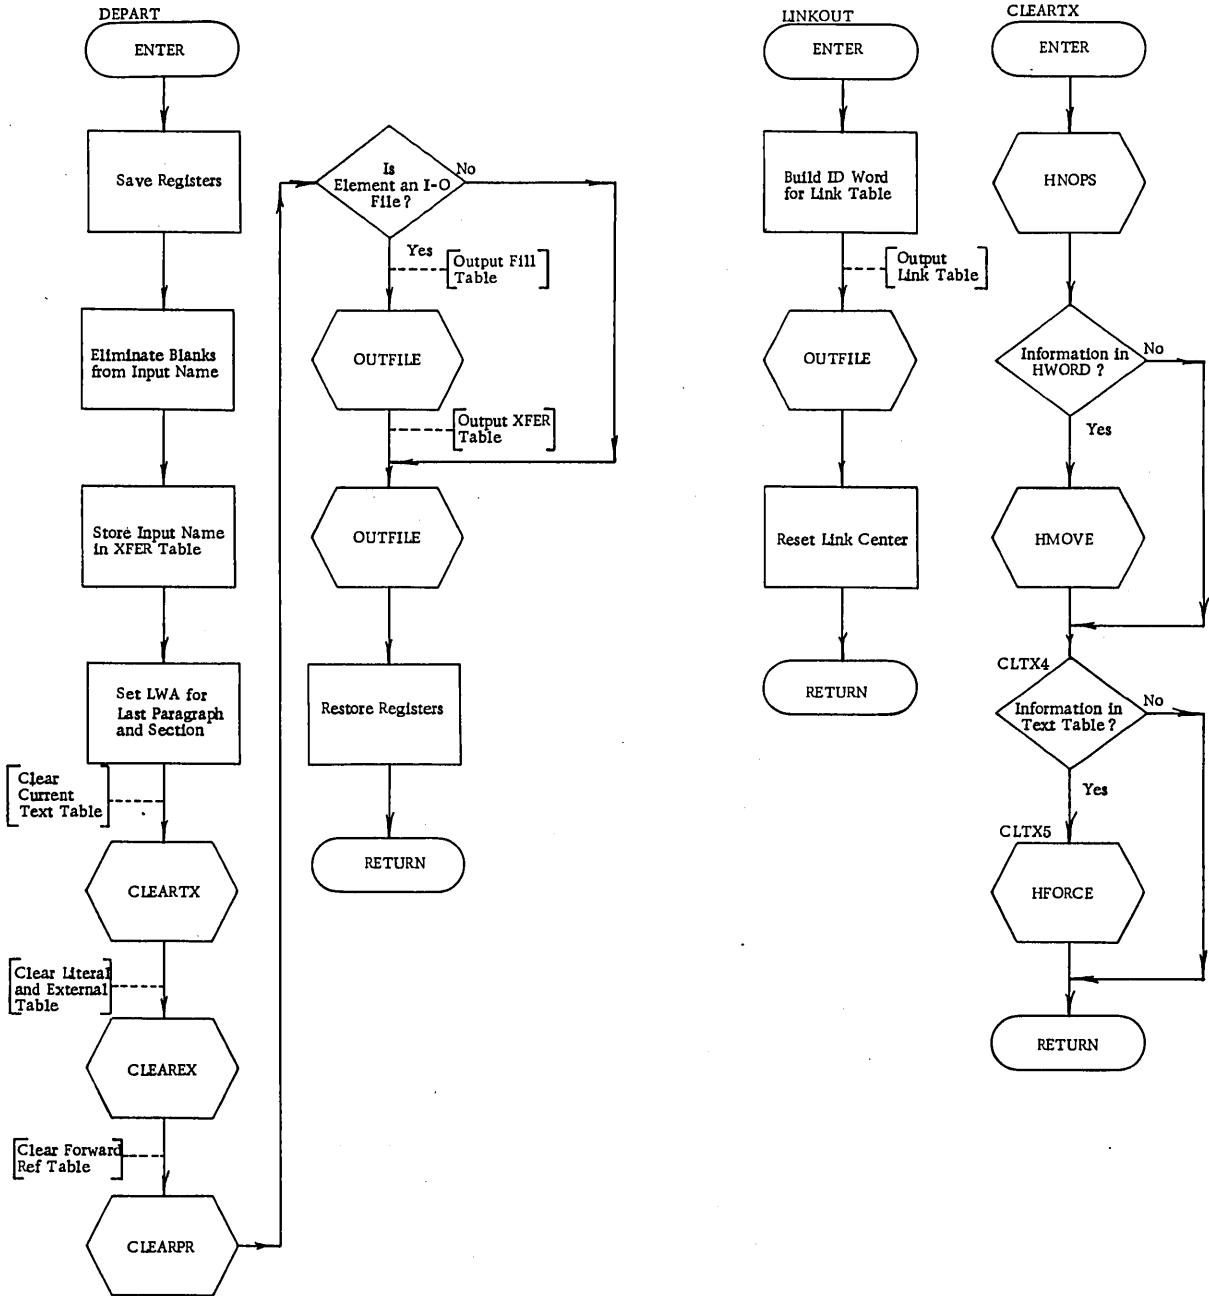 DEPART
ENTER
Save Registers
Eliminate Blanks
from Input Name
Store Input Name
in XFER Table
Set LWA for
Last Paragraph
and Section
Clear
Current
Text Table
CLEARTX
Clear Literal
and External
Table
CLEAREX
Clear Forward
Ref Table
CLEARPR
Is
Element an I-O
File?
No
Yes
Output Fill
Table
OUTFILE
Output XFER
Table
OUTFILE
Restore Registers
RETURN
LINKOUT
ENTER
Build ID Word
for Link Table
Output
Link Table
OUTFILE
Reset Link Center
RETURN
CLEARTX
ENTER
HNOPS
Information in
HWORD ?
No
Yes
HMOVE
CLTX4
Information in
Text Table ?
No
Yes
CLTX5
HFORCE
RETURN